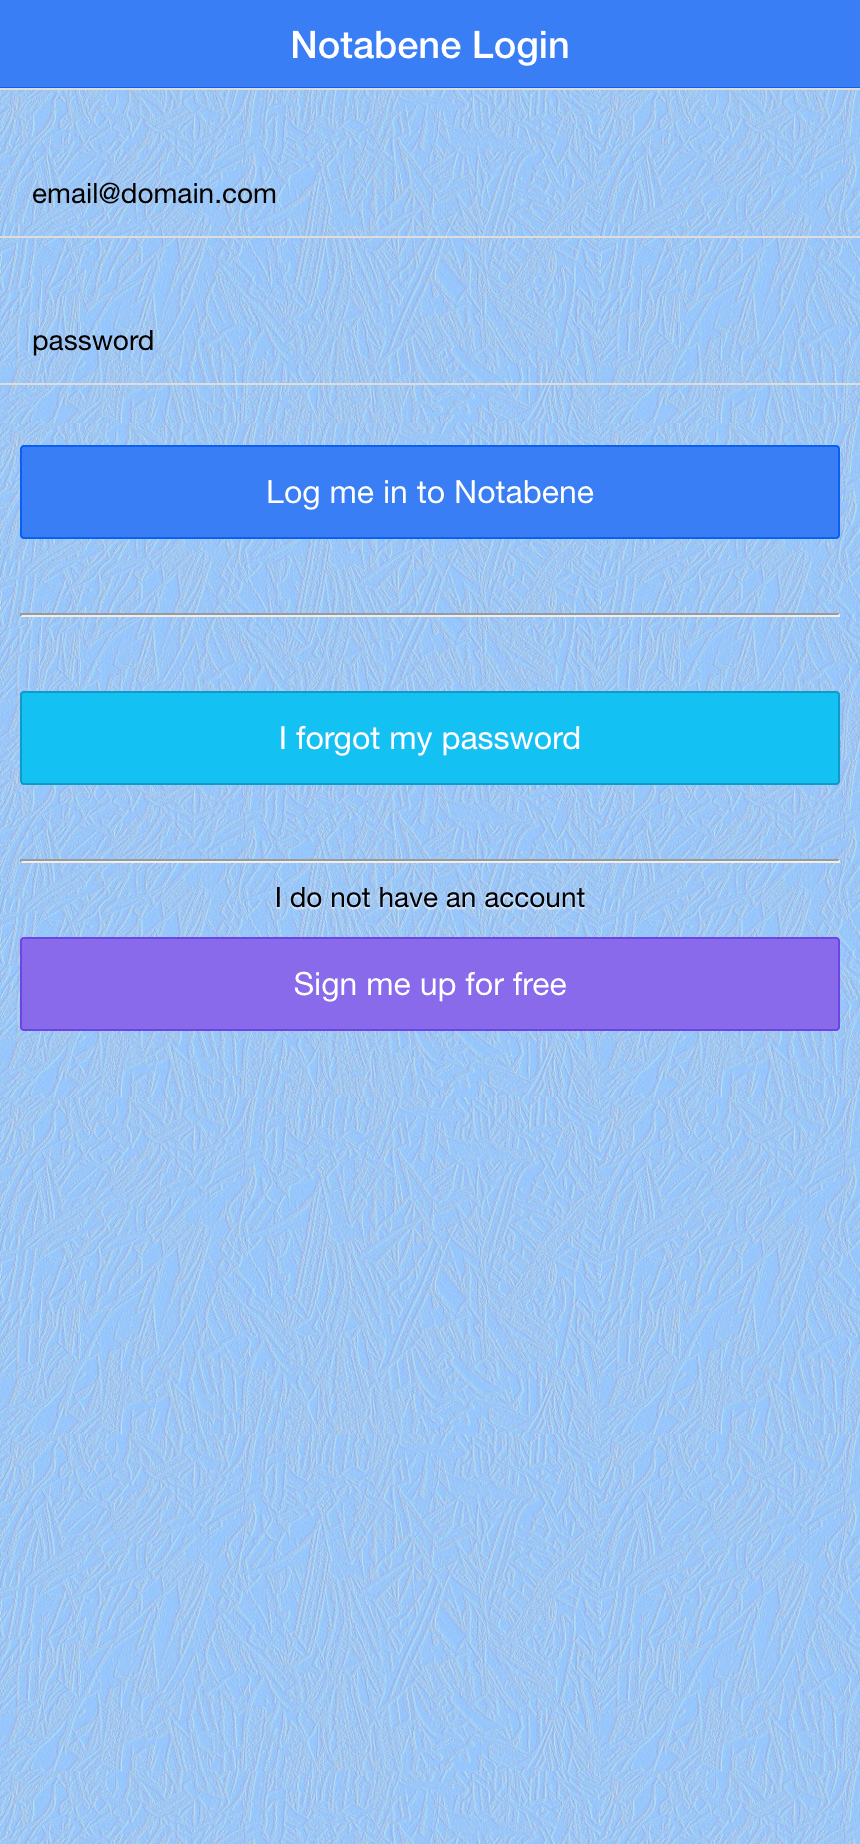 Notabene Login
email@domain.com
password
Log me in to Notabene
I forgot my password
I do not have an account
Sign me up for free